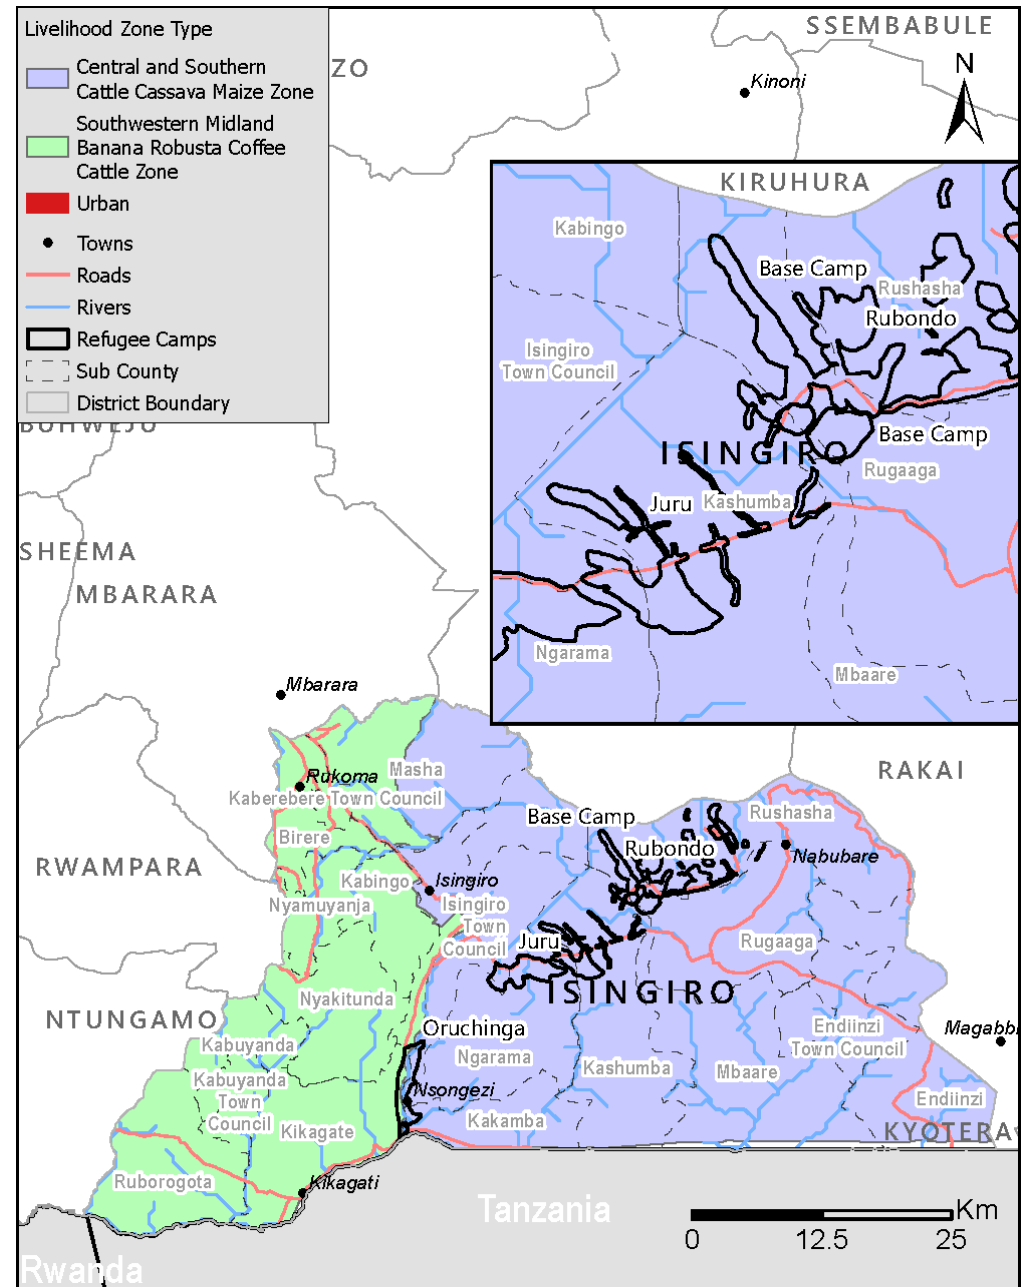 Livelihood Zone Type
Central and Southern
Cattle Cassava Maize Zone
Southwestern Midland
Banana Robusta Coffee
Cattle Zone
Urban
Towns
Roads
Rivers
Refugee Camps
Sub County
District Boundary
ZO
SSEMBABULE
Kinoni
N
KIRUHURA
Kabingo
Base Camp
Rushasha
Rubondo
Isingiro
Town Council
Base Camp
ISINGIRO
Rugaaga
Juru
Kashumba
Ngarama
Mbaare
BUHWEJU
SHEEMA
MBARARA
Mbarara
RAKAI
Masha
Rukoma
Kaberebere Town Council
Rushasha
Base Camp
Birere
Rubondo
Nabubare
RWAMPARA
Kabingo
Isingiro
Nyamuyanja
Isingiro
Town
Council
Juru
Rugaaga
ISINGIRO
Nyakitunda
NTUNGAMO
Oruchinga
Endiinzi
Town Council
Magabbi
Kabuyanda
Ngarama
Kashumba
Mbaare
Kabuyanda
Town
Council
Nsongezi
Endiinzi
Kikagate
Kakamba
KYOTERA
Ruborogota
Kikagati
Tanzania
Km
0
12.5
25
Rwanda